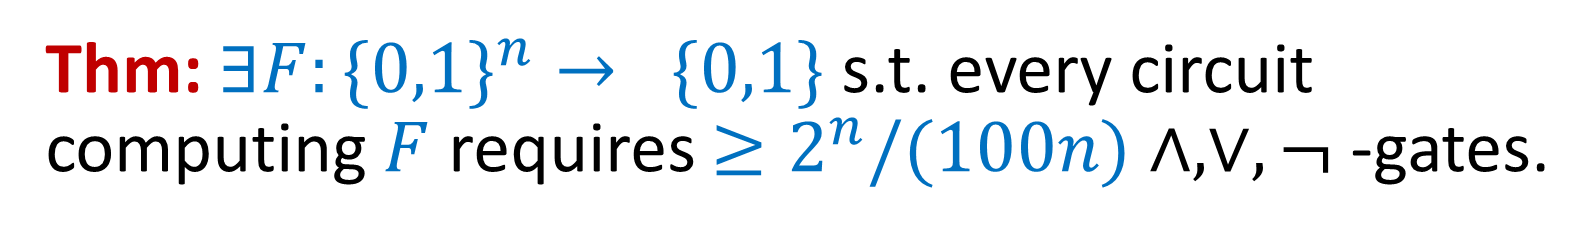 Thm: ∃F: {0,1}ⁿ → {0,1} s.t. every circuit
computing F requires ≥ 2ⁿ/(100n) ∧,∨, ¬ -gates.